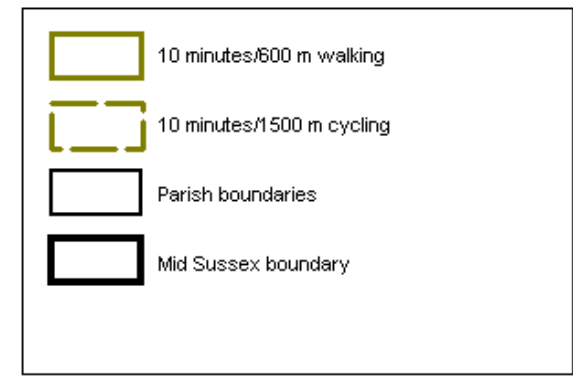 10 minutes/600 m walking
10 minutes/1500 m cycling
Parish boundaries
Mid Sussex boundary